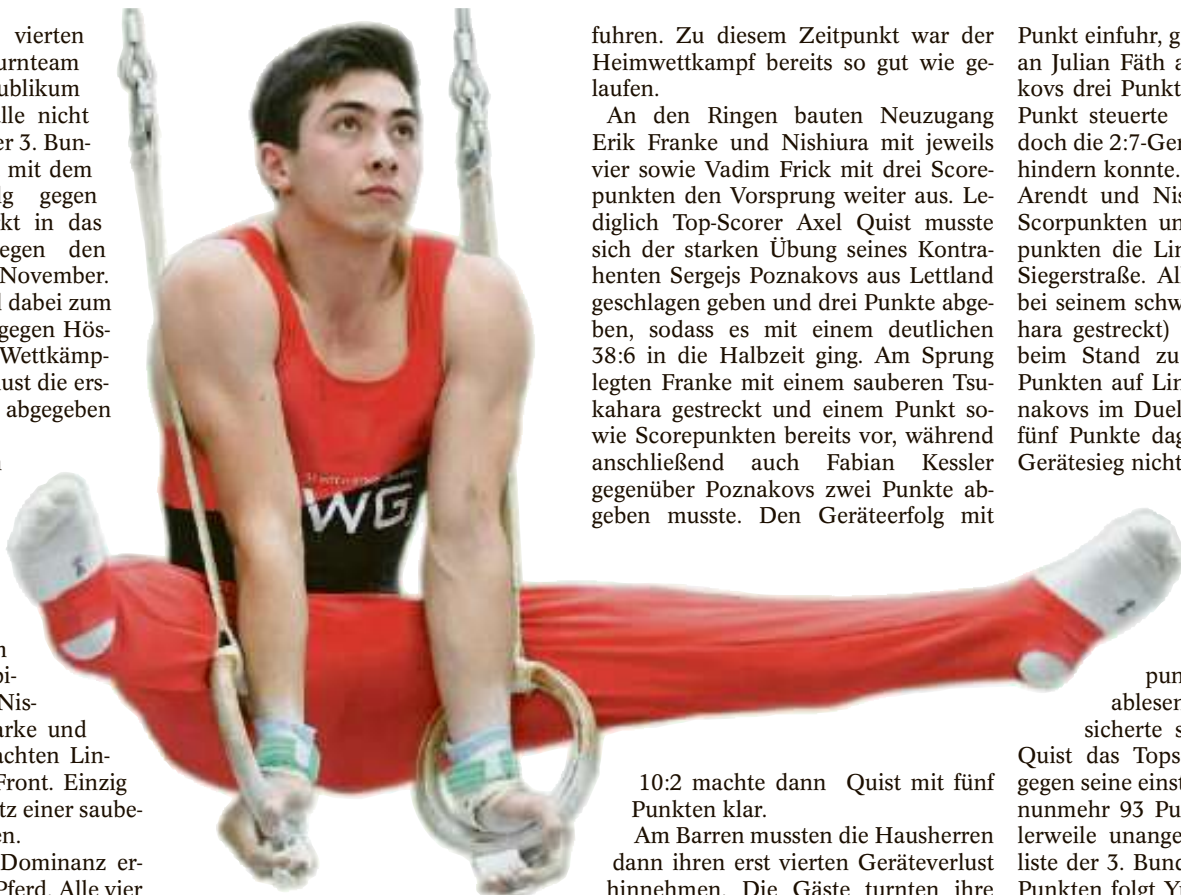 vierten
urnteam
ublikum
alle nicht
er 3. Bun-
mit dem
lg gegen
kt in das
egen den
November.
l dabei zum
gegen Hös-
Wettkämp-
lust die ers-
abgegeben
n
pi-
Nis-
arke und
achten Lin-
Front. Einzig
tz einer saube-
en.
Dominanz er-
Pferd. Alle vier
WG
fuhren. Zu diesem Zeitpunkt war der
Heimwettkampf bereits so gut wie ge-
laufen.
An den Ringen bauten Neuzugang
Erik Franke und Nishiura mit jeweils
vier sowie Vadim Frick mit drei Score-
punkten den Vorsprung weiter aus. Le-
diglich Top-Scorer Axel Quist musste
sich der starken Übung seines Kontra-
henten Sergejs Poznakovs aus Lettland
geschlagen geben und drei Punkte abge-
ben, sodass es mit einem deutlichen
38:6 in die Halbzeit ging. Am Sprung
legten Franke mit einem sauberen Tsu-
kahara gestreckt und einem Punkt so-
wie Scorepunkten bereits vor, während
anschließend auch Fabian Kessler
gegenüber Poznakovs zwei Punkte ab-
geben musste. Den Geräteerfolg mit
10:2 machte dann Quist mit fünf
Punkten klar.
Am Barren mussten die Hausherren
dann ihren erst vierten Geräteverlust
hinnehmen. Die Gäste turnten ihre
Punkt einfuhr, g
an Julian Fäth a
kovs drei Punkt
Punkt steuerte
doch die 2:7-Ger
hindern konnte.
Arendt und Nis
Scorpunkten un
punkten die Lin
Siegerstraße. All
bei seinem schw
hara gestreckt)
beim Stand zu
Punkten auf Lin
nakovs im Duel
fünf Punkte dag
Gerätesieg nicht
pun
ablesen
sicherte s
Quist das Tops
gegen seine einst
nunmehr 93 Pu
lerweile unange
liste der 3. Bund
Punkten folgt Y